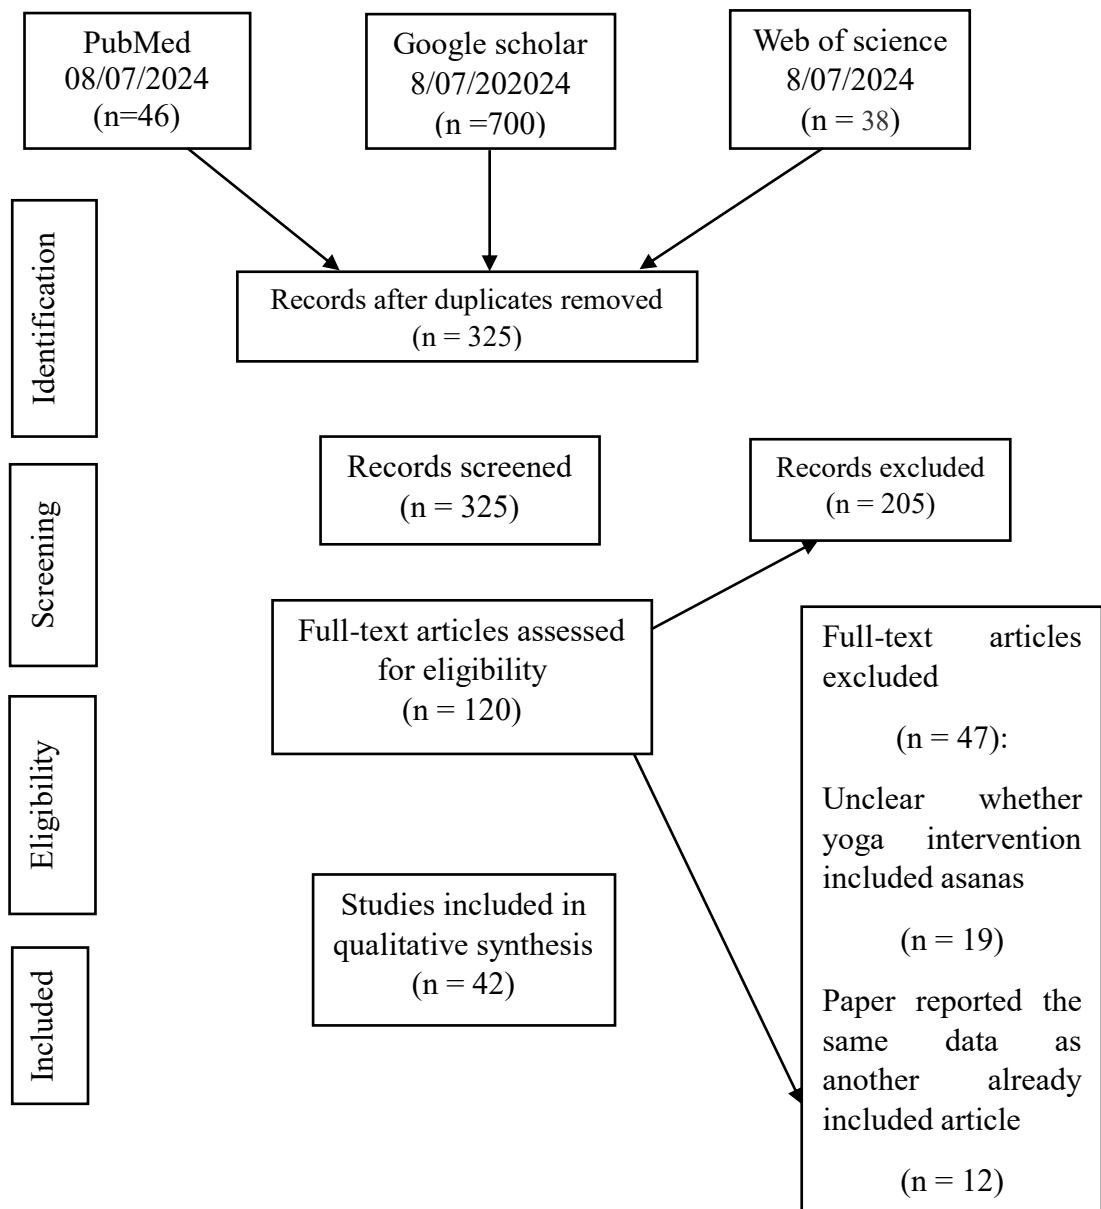 PubMed
08/07/2024
(n=46)
Google scholar
8/07/202024
(n =700)
Web of science
8/07/2024
(n = 38)
Identification
Records after duplicates removed
(n = 325)
Screening
Records screened
(n = 325)
Records excluded
(n = 205)
Full-text articles assessed
for eligibility
(n = 120)
Full-text articles
excluded
(n = 47):
Unclear whether
yoga intervention
included asanas
(n = 19)
Paper reported the
same data as
another already
included article
(n = 12)
Eligibility
Studies included in
qualitative synthesis
(n = 42)
Included